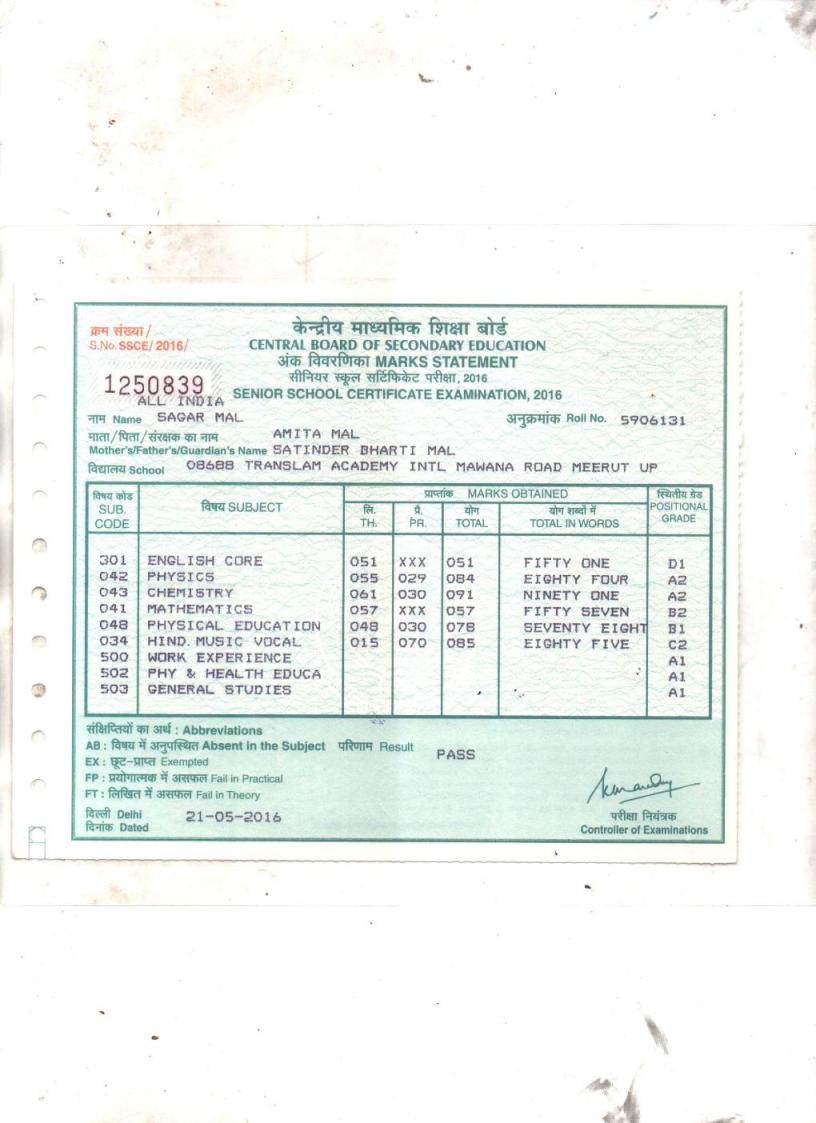 केन्द्रीय माध्यमिक शिक्षा बोर्ड
क्रम संख्या/
S.No. SSCE/ 2016/
CENTRAL BOARD OF SECONDARY EDUCATION
अंक विवरणिका MARKS STATEMENT
सीनियर स्कूल सर्टिफिकेट परीक्षा, 2016
1250839
SENIOR SCHOOL CERTIFICATE EXAMINATION, 2016
ALL INDIA
नाम Name SAGAR MAL अनुक्रमांक Roll No. 5906131
माता/पिता/संरक्षक का नाम AMITA MAL
Mother's/Father's/Guardian's Name SATINDER BHARTI MAL
विद्यालय School 08688 TRANSLAM ACADEMY INTL MAWANA ROAD MEERUT UP
विषय कोड SUB. CODE विषय SUBJECT प्राप्तांक MARKS OBTAINED स्थितीय ग्रेड POSITIONAL GRADE
लि. TH. प्रै. PR. योग TOTAL योग शब्दों में TOTAL IN WORDS
301 ENGLISH CORE 051 XXX 051 FIFTY ONE D1
042 PHYSICS 055 029 084 EIGHTY FOUR A2
043 CHEMISTRY 061 030 091 NINETY ONE A2
041 MATHEMATICS 057 XXX 057 FIFTY SEVEN B2
048 PHYSICAL EDUCATION 048 030 078 SEVENTY EIGHT B1
034 HIND. MUSIC VOCAL 015 070 085 EIGHTY FIVE C2
500 WORK EXPERIENCE A1
502 PHY & HEALTH EDUCA A1
503 GENERAL STUDIES A1
संक्षिप्तियों का अर्थ : Abbreviations
AB : विषय में अनुपस्थित Absent in the Subject परिणाम Result PASS
EX : छूट-प्राप्त Exempted
FP : प्रयोगात्मक में असफल Fail in Practical
FT : लिखित में असफल Fail in Theory
दिल्ली Delhi
दिनांक Dated 21-05-2016
परीक्षा नियंत्रक
Controller of Examinations